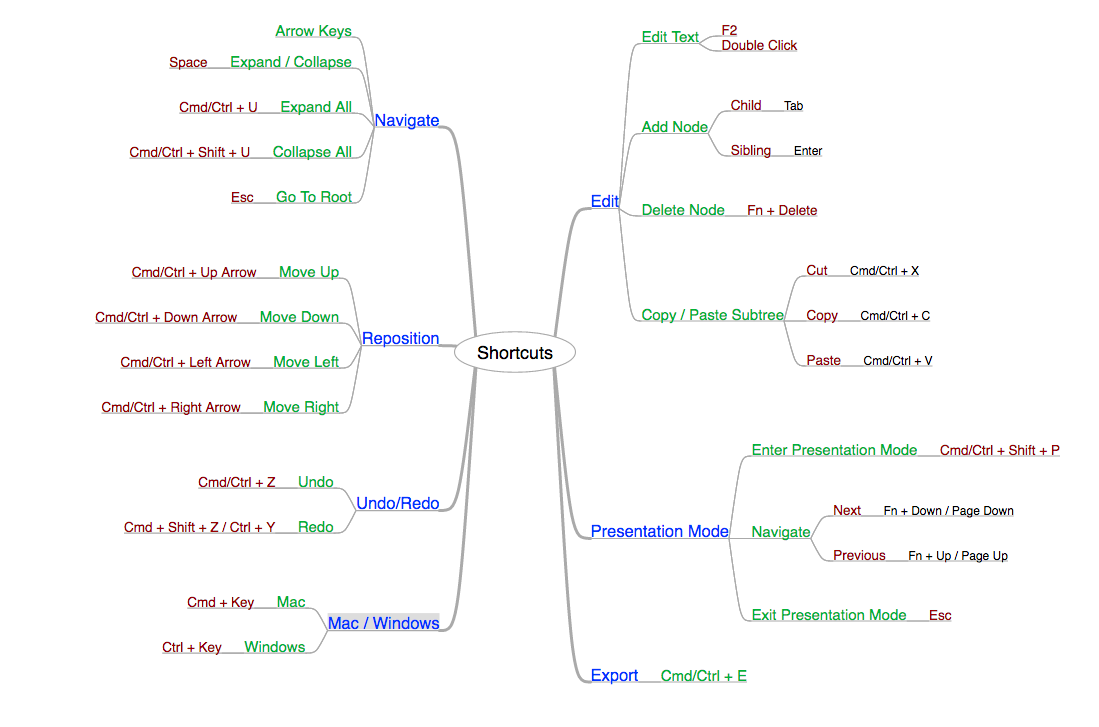 Shortcuts
Navigate
Arrow Keys
Expand / Collapse
Space
Expand All
Cmd/Ctrl + U
Collapse All
Cmd/Ctrl + Shift + U
Go To Root
Esc
Reposition
Move Up
Cmd/Ctrl + Up Arrow
Move Down
Cmd/Ctrl + Down Arrow
Move Left
Cmd/Ctrl + Left Arrow
Move Right
Cmd/Ctrl + Right Arrow
Undo/Redo
Undo
Cmd/Ctrl + Z
Redo
Cmd + Shift + Z / Ctrl + Y
Mac / Windows
Mac
Cmd + Key
Windows
Ctrl + Key
Edit
Edit Text
F2
Double Click
Add Node
Child
Tab
Sibling
Enter
Delete Node
Fn + Delete
Copy / Paste Subtree
Cut
Cmd/Ctrl + X
Copy
Cmd/Ctrl + C
Paste
Cmd/Ctrl + V
Presentation Mode
Enter Presentation Mode
Cmd/Ctrl + Shift + P
Navigate
Next
Fn + Down / Page Down
Previous
Fn + Up / Page Up
Exit Presentation Mode
Esc
Export
Cmd/Ctrl + E